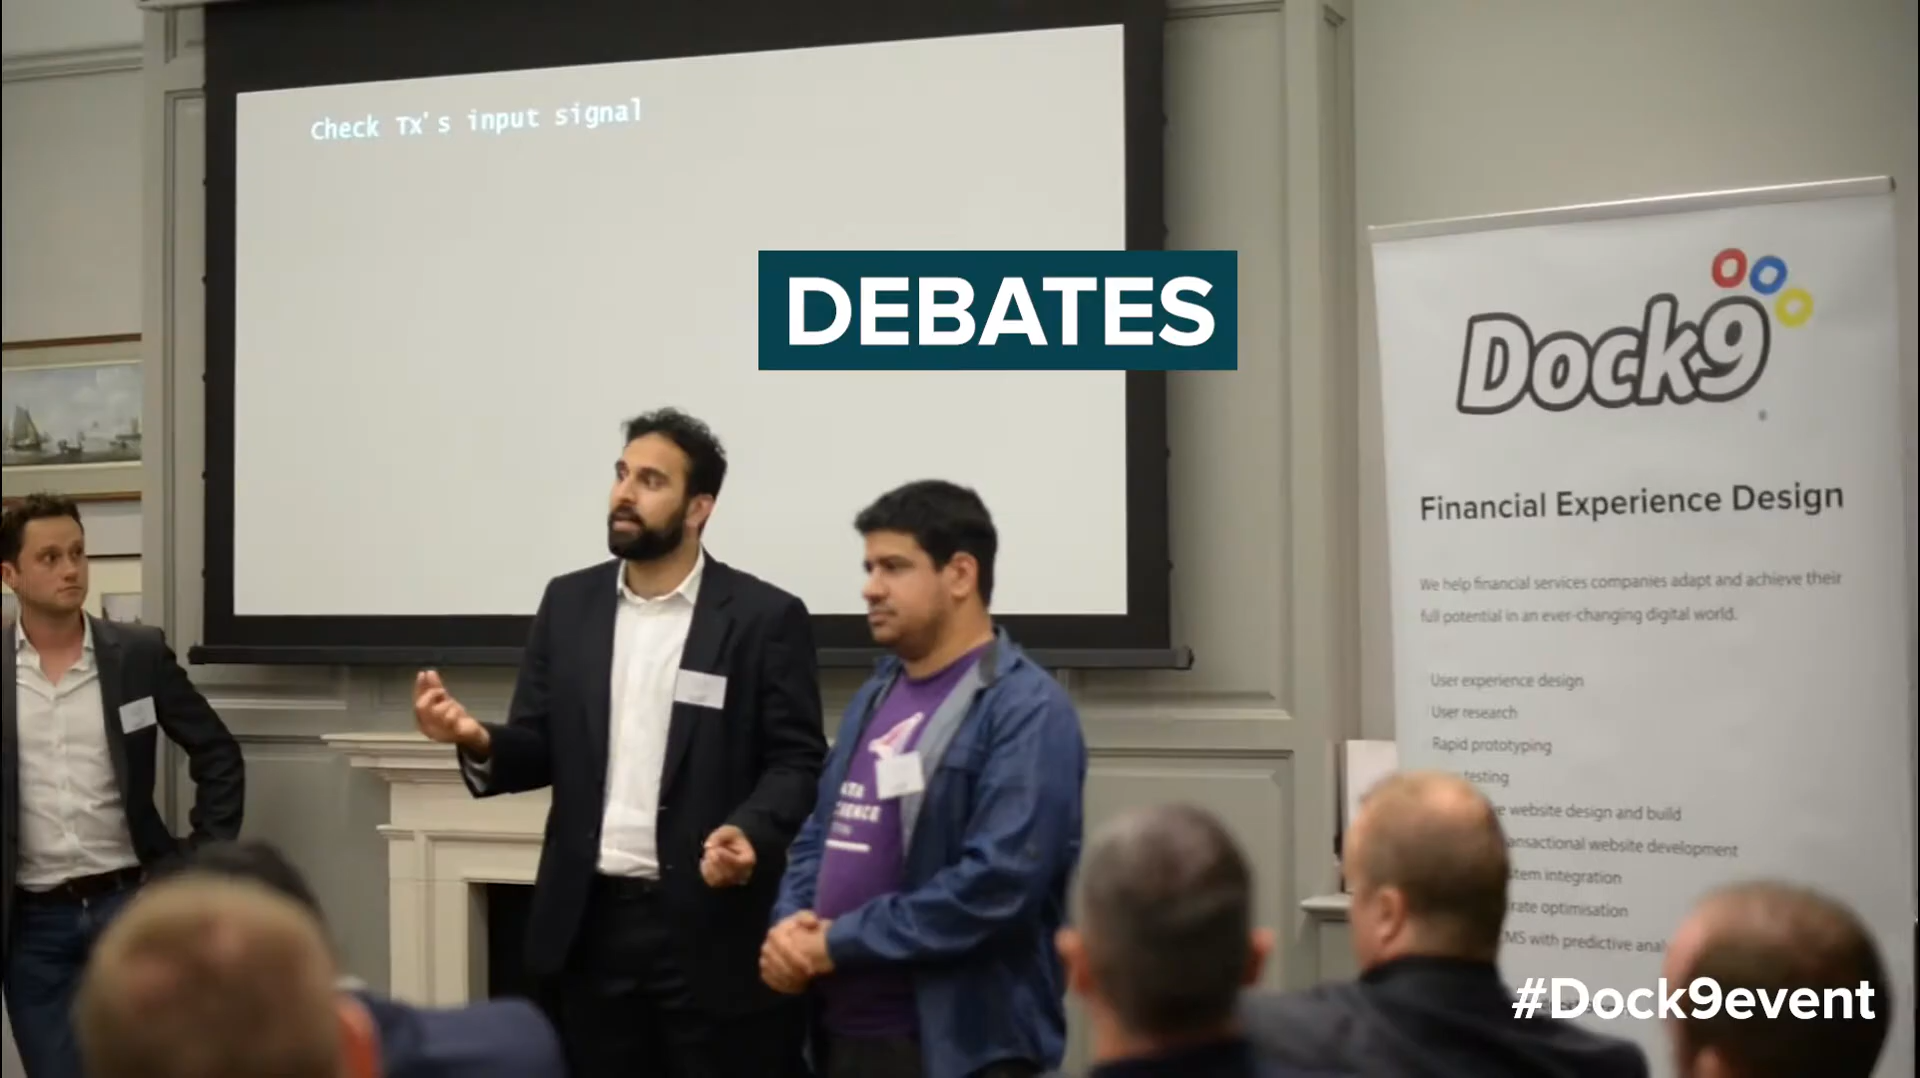 Check Tx's input signal
DEBATES
Dock9
Financial Experience Design
We help financial services companies adapt and achieve their
full potential in an ever-changing digital world.
User experience design
User research
Rapid prototyping
testing
website design and build
website development
integration
optimisation
with predictive
#Dock9event